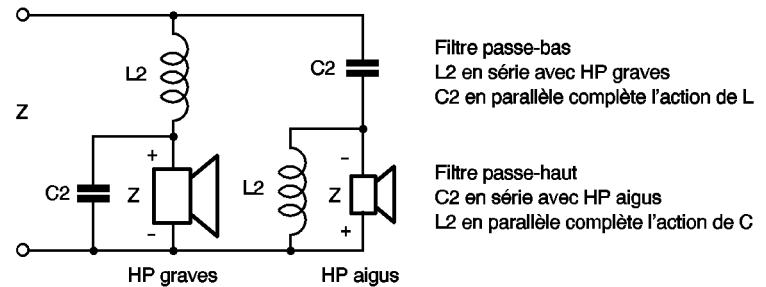 L2
C2
Z
C2
+
Z
–
L2
–
Z
+
HP graves
HP aigus
Filtre passe-bas
L2 en série avec HP graves
C2 en parallèle complète l'action de L
Filtre passe-haut
C2 en série avec HP aigus
L2 en parallèle complète l'action de C